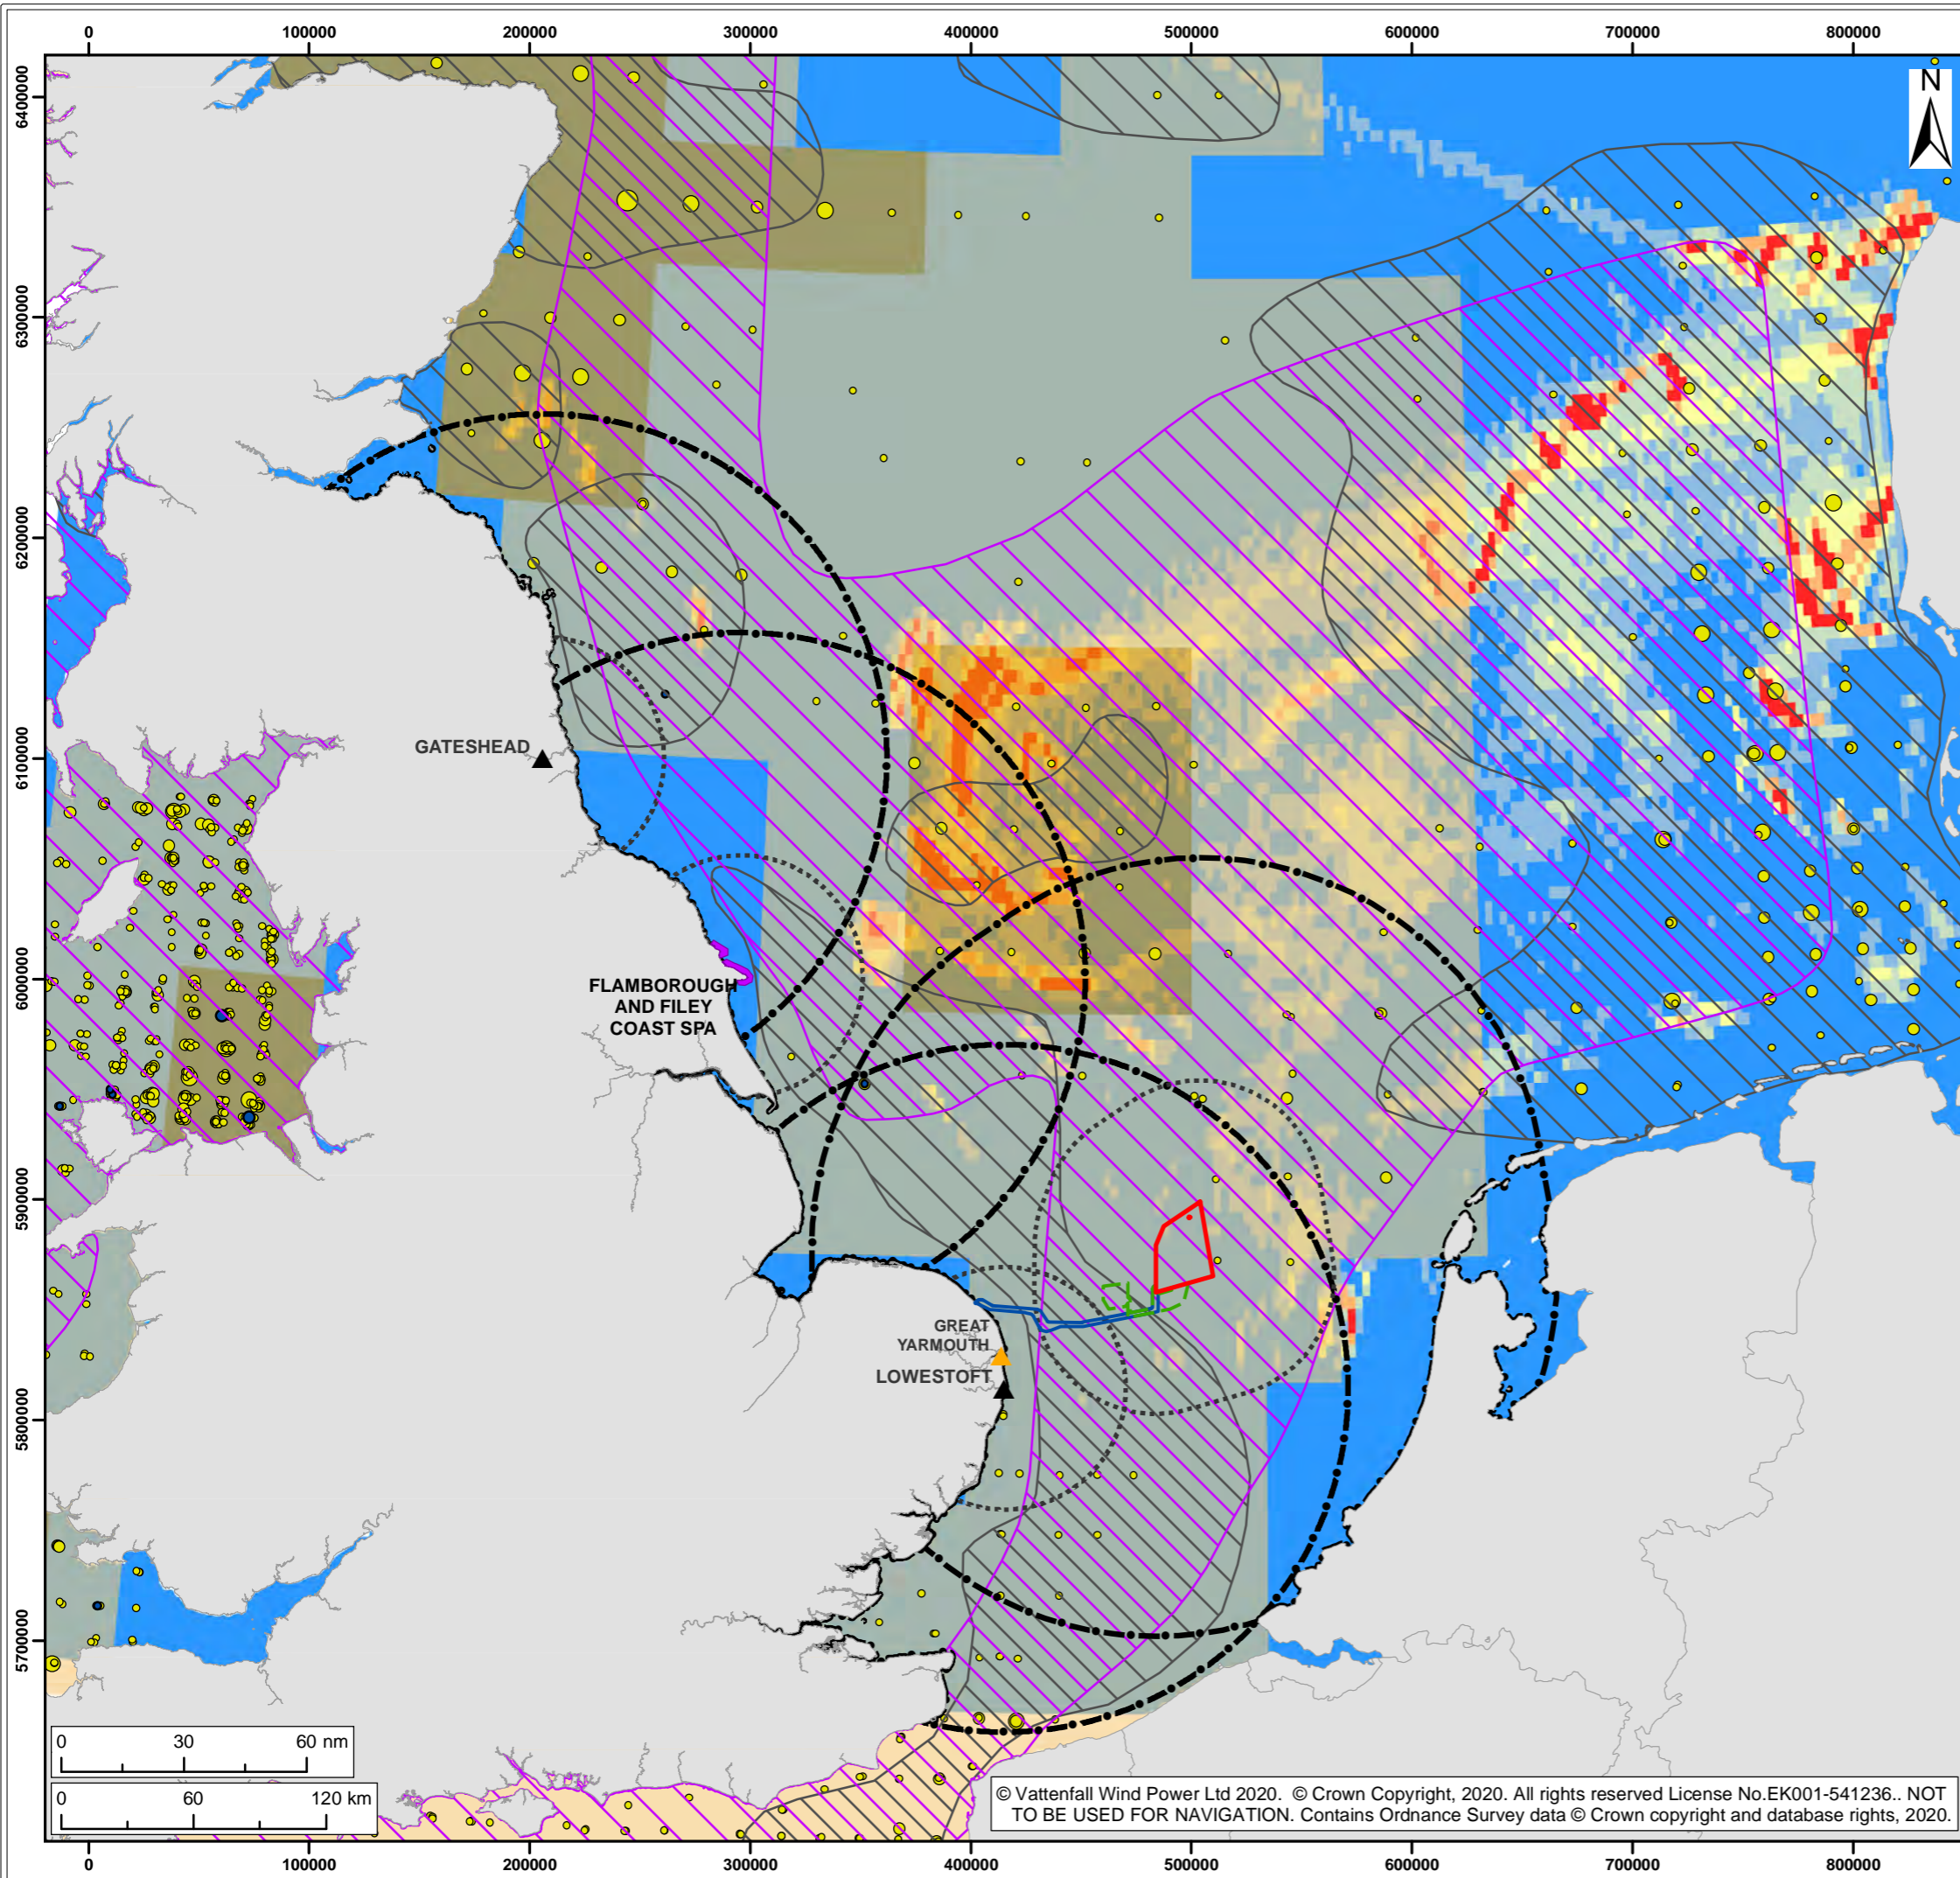 0 100000 200000 300000 400000 500000 600000 700000 800000
N
6400000
6300000
6200000
6100000
6000000
5900000
5800000
5700000
GATESHEAD
FLAMBOROUGH
AND FILEY
COAST SPA
GREAT
YARMOUTH
LOWESTOFT
0 30 60 nm
0 60 120 km
© Vattenfall Wind Power Ltd 2020. © Crown Copyright, 2020. All rights reserved License No.EK001-541236.. NOT
TO BE USED FOR NAVIGATION. Contains Ordnance Survey data © Crown copyright and database rights, 2020.
0 100000 200000 300000 400000 500000 600000 700000 800000